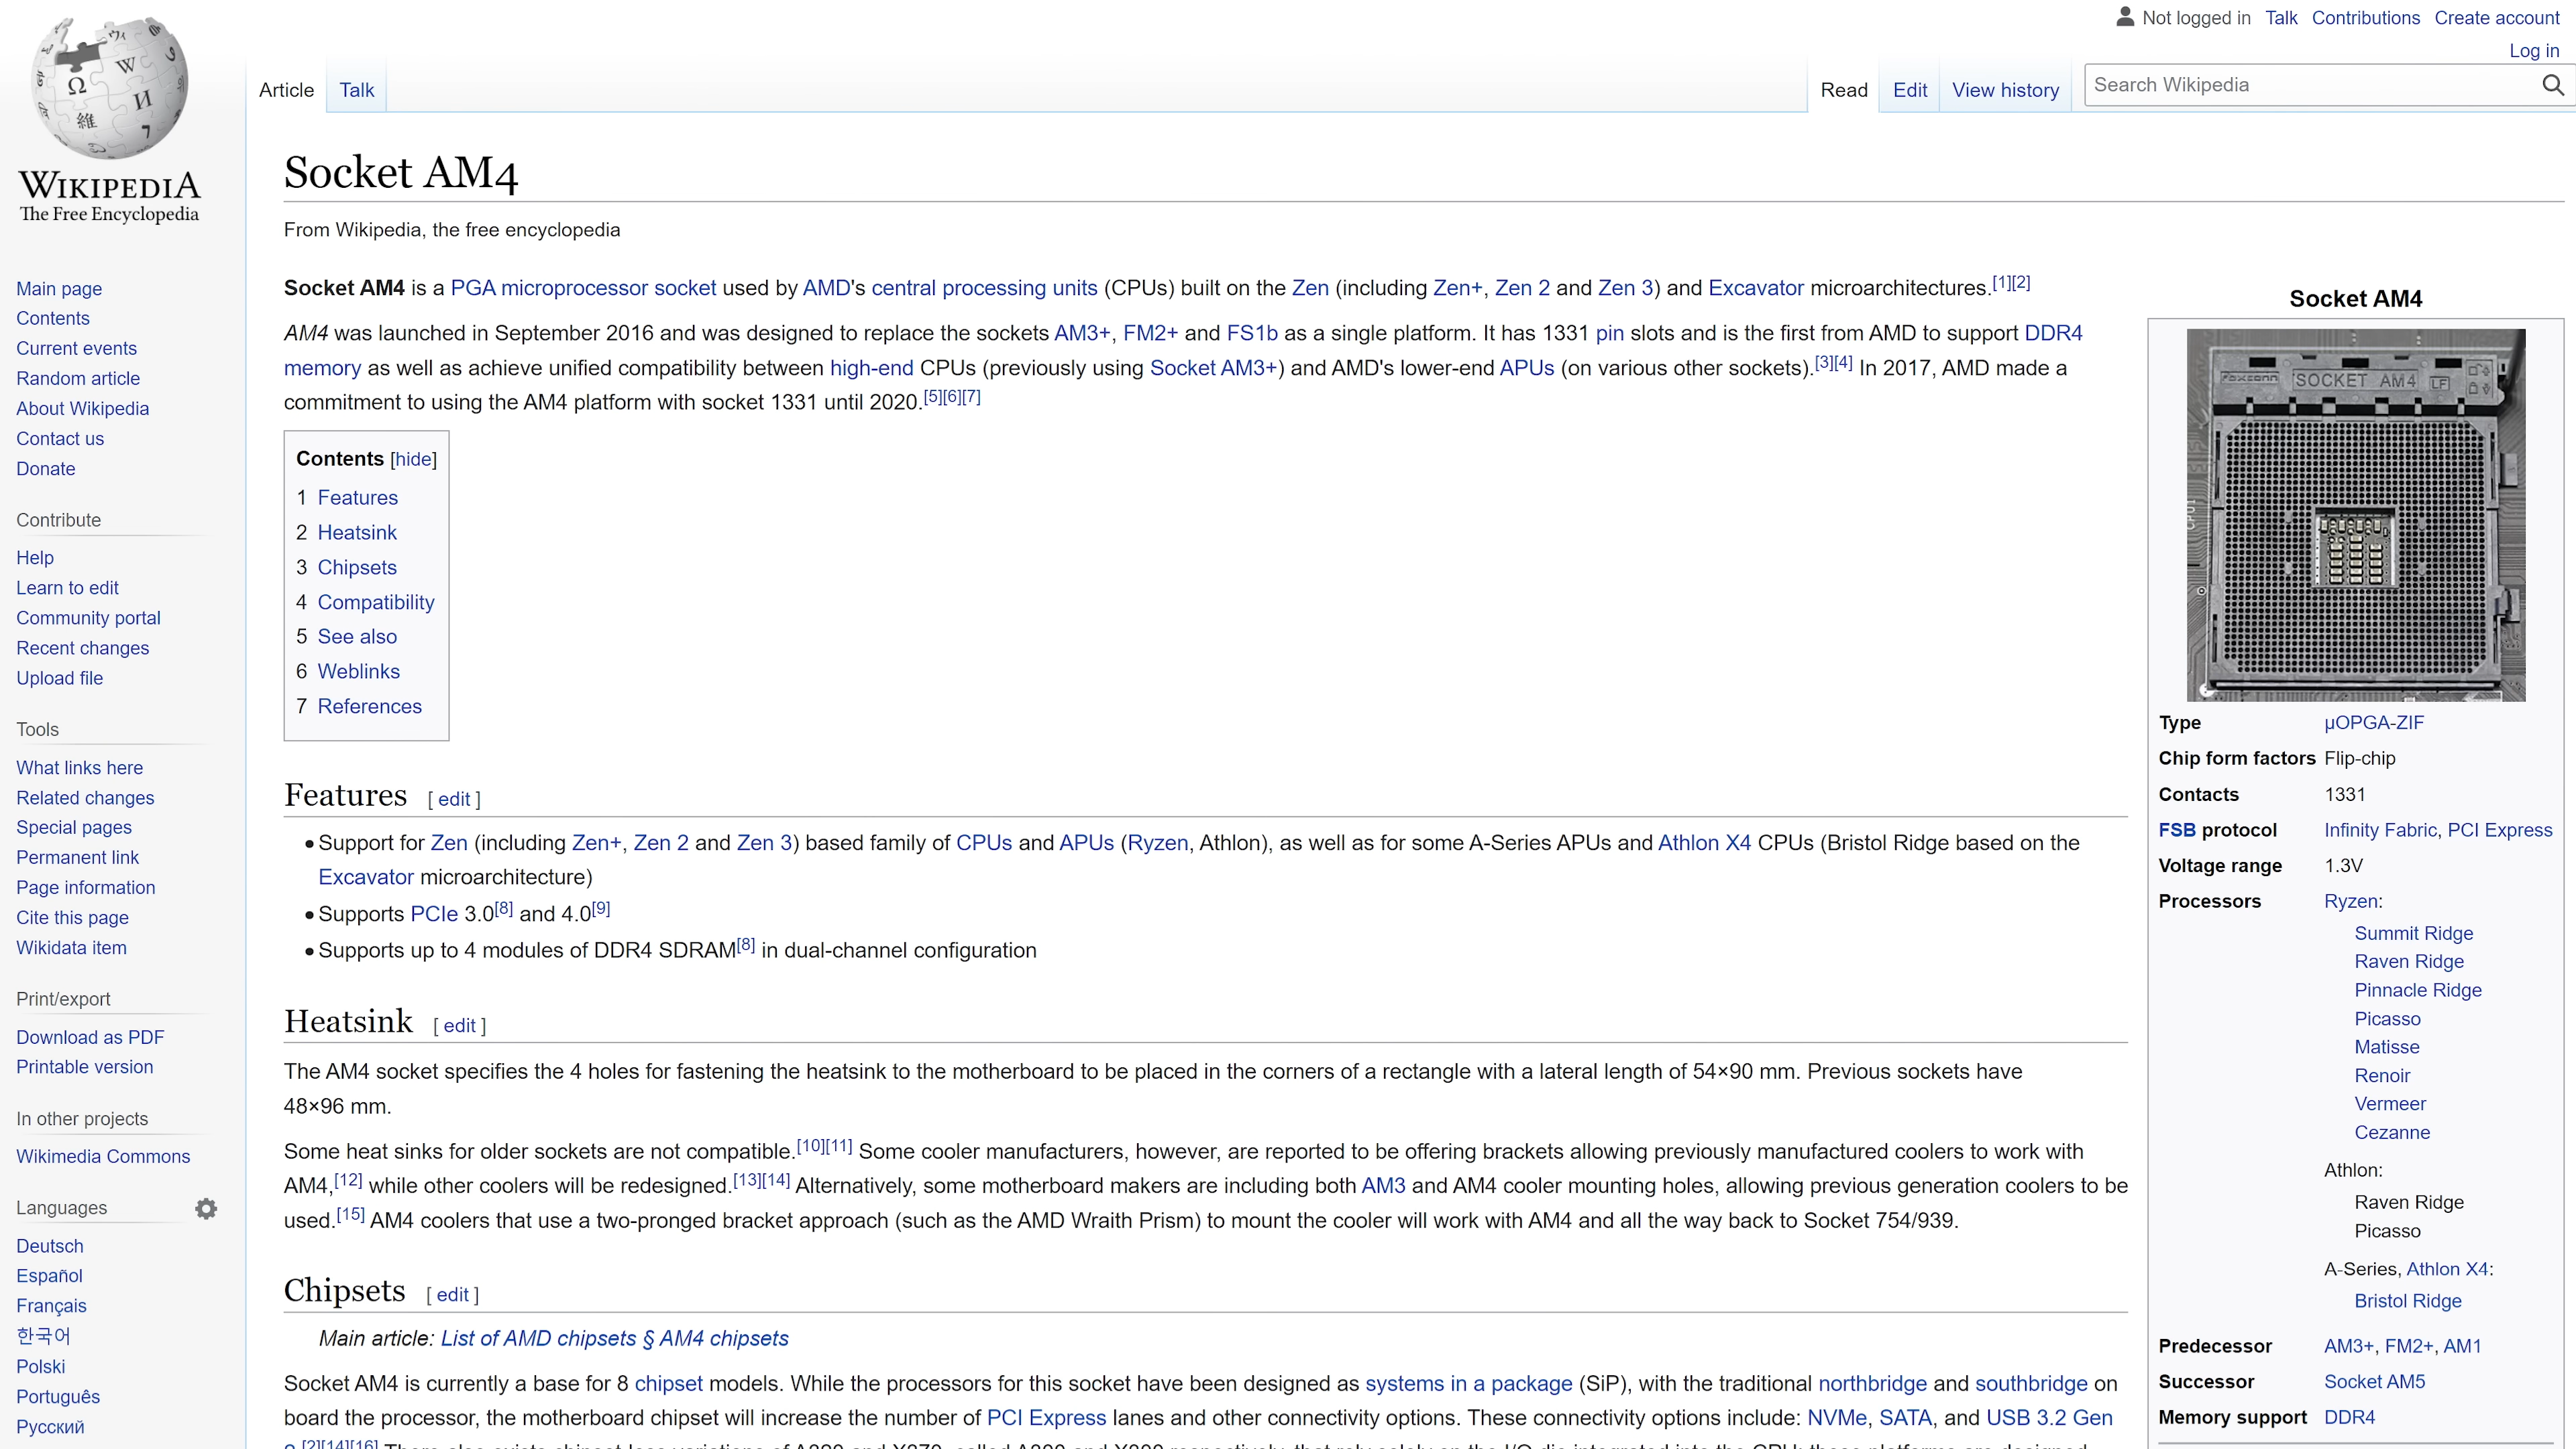 Not logged in Talk Contributions Create account
Log in
Article Talk
Read Edit View history Search Wikipedia
WIKIPEDIA
The Free Encyclopedia
Main page
Contents
Current events
Random article
About Wikipedia
Contact us
Donate
Contribute
Help
Learn to edit
Community portal
Recent changes
Upload file
Tools
What links here
Related changes
Special pages
Permanent link
Page information
Cite this page
Wikidata item
Print/export
Download as PDF
Printable version
In other projects
Wikimedia Commons
Languages
Deutsch
Español
Français
한국어
Polski
Português
Русский
Socket AM4
From Wikipedia, the free encyclopedia
Socket AM4 is a PGA microprocessor socket used by AMD's central processing units (CPUs) built on the Zen (including Zen+, Zen 2 and Zen 3) and Excavator microarchitectures.[1][2]
AM4 was launched in September 2016 and was designed to replace the sockets AM3+, FM2+ and FS1b as a single platform. It has 1331 pin slots and is the first from AMD to support DDR4
memory as well as achieve unified compatibility between high-end CPUs (previously using Socket AM3+) and AMD's lower-end APUs (on various other sockets).[3][4] In 2017, AMD made a
commitment to using the AM4 platform with socket 1331 until 2020.[5][6][7]
Contents [hide]
1 Features
2 Heatsink
3 Chipsets
4 Compatibility
5 See also
6 Weblinks
7 References
Features [ edit ]
• Support for Zen (including Zen+, Zen 2 and Zen 3) based family of CPUs and APUs (Ryzen, Athlon), as well as for some A-Series APUs and Athlon X4 CPUs (Bristol Ridge based on the
Excavator microarchitecture)
• Supports PCIe 3.0[8] and 4.0[9]
• Supports up to 4 modules of DDR4 SDRAM[8] in dual-channel configuration
Heatsink [ edit ]
The AM4 socket specifies the 4 holes for fastening the heatsink to the motherboard to be placed in the corners of a rectangle with a lateral length of 54×90 mm. Previous sockets have
48×96 mm.
Some heat sinks for older sockets are not compatible.[10][11] Some cooler manufacturers, however, are reported to be offering brackets allowing previously manufactured coolers to work with
AM4,[12] while other coolers will be redesigned.[13][14] Alternatively, some motherboard makers are including both AM3 and AM4 cooler mounting holes, allowing previous generation coolers to be
used.[15] AM4 coolers that use a two-pronged bracket approach (such as the AMD Wraith Prism) to mount the cooler will work with AM4 and all the way back to Socket 754/939.
Chipsets [ edit ]
Main article: List of AMD chipsets § AM4 chipsets
Socket AM4 is currently a base for 8 chipset models. While the processors for this socket have been designed as systems in a package (SiP), with the traditional northbridge and southbridge on
board the processor, the motherboard chipset will increase the number of PCI Express lanes and other connectivity options. These connectivity options include: NVMe, SATA, and USB 3.2 Gen
Socket AM4
foxconn SOCKET AM4 LF
Type μOPGA-ZIF
Chip form factors Flip-chip
Contacts 1331
FSB protocol Infinity Fabric, PCI Express
Voltage range 1.3V
Processors Ryzen:
Summit Ridge
Raven Ridge
Pinnacle Ridge
Picasso
Matisse
Renoir
Vermeer
Cezanne
Athlon:
Raven Ridge
Picasso
A-Series, Athlon X4:
Bristol Ridge
Predecessor AM3+, FM2+, AM1
Successor Socket AM5
Memory support DDR4